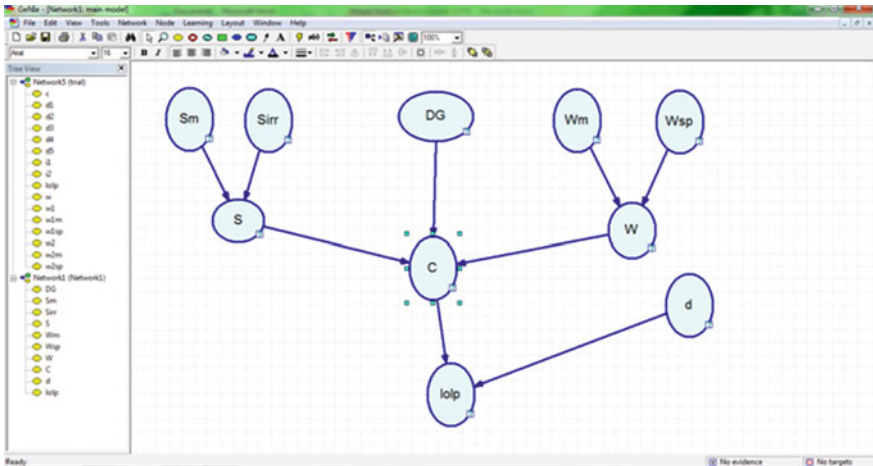 GeNIe - [Network1: main model]
File Edit View Tools Network Node Learning Layout Window Help
100%
Arial 16 B I
Tree View
Network5 (trial)
c
d1
d2
d3
d4
d5
i1
i2
lolp
w
w1
w1m
w1sp
w2
w2m
w2sp
Network1 (Network1)
DG
Sm
Sirr
S
Wm
Wsp
W
C
d
lolp
Sm Sirr DG Wm Wsp
S W
C
d
lolp
Ready No evidence No targets